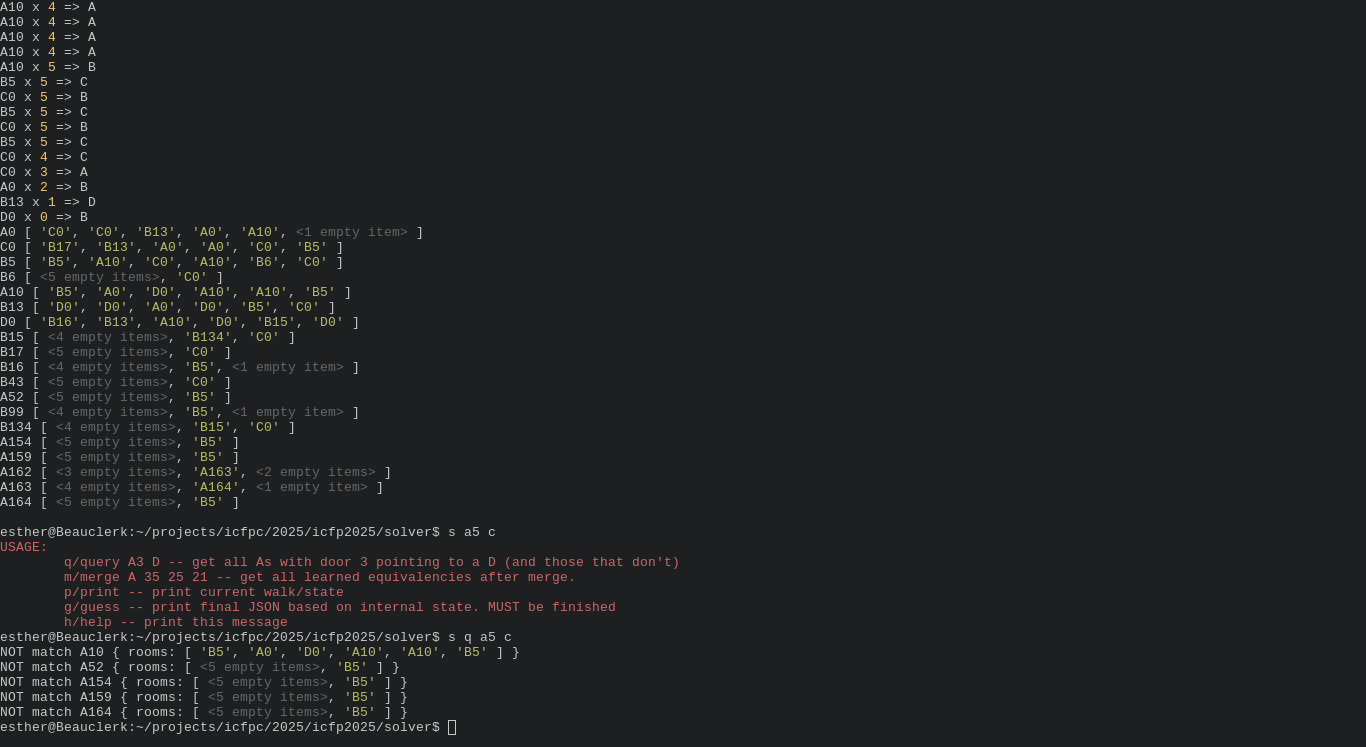 A10 x 4 => A
A10 x 4 => A
A10 x 4 => A
A10 x 4 => A
A10 x 5 => B
B5 x 5 => C
C0 x 5 => B
B5 x 5 => C
C0 x 5 => B
B5 x 5 => C
C0 x 4 => C
C0 x 3 => A
A0 x 2 => B
B13 x 1 => D
D0 x 0 => B
A0 [ 'C0', 'C0', 'B13', 'A0', 'A10', <1 empty item> ]
C0 [ 'B17', 'B13', 'A0', 'A0', 'C0', 'B5' ]
B5 [ 'B5', 'A10', 'C0', 'A10', 'B6', 'C0' ]
B6 [ <5 empty items>, 'C0' ]
A10 [ 'B5', 'A0', 'D0', 'A10', 'A10', 'B5' ]
B13 [ 'D0', 'D0', 'A0', 'D0', 'B5', 'C0' ]
D0 [ 'B16', 'B13', 'A10', 'D0', 'B15', 'D0' ]
B15 [ <4 empty items>, 'B134', 'C0' ]
B17 [ <5 empty items>, 'C0' ]
B16 [ <4 empty items>, 'B5', <1 empty item> ]
B43 [ <5 empty items>, 'C0' ]
A52 [ <5 empty items>, 'B5' ]
B99 [ <4 empty items>, 'B5', <1 empty item> ]
B134 [ <4 empty items>, 'B15', 'C0' ]
A154 [ <5 empty items>, 'B5' ]
A159 [ <5 empty items>, 'B5' ]
A162 [ <3 empty items>, 'A163', <2 empty items> ]
A163 [ <4 empty items>, 'A164', <1 empty item> ]
A164 [ <5 empty items>, 'B5' ]
esther@Beauclerk:~/projects/icfpc/2025/icfp2025/solver$ s a5 c
USAGE:
q/query A3 D -- get all As with door 3 pointing to a D (and those that don't)
m/merge A 35 25 21 -- get all learned equivalencies after merge.
p/print -- print current walk/state
g/guess -- print final JSON based on internal state. MUST be finished
h/help -- print this message
esther@Beauclerk:~/projects/icfpc/2025/icfp2025/solver$ s q a5 c
NOT match A10 { rooms: [ 'B5', 'A0', 'D0', 'A10', 'A10', 'B5' ] }
NOT match A52 { rooms: [ <5 empty items>, 'B5' ] }
NOT match A154 { rooms: [ <5 empty items>, 'B5' ] }
NOT match A159 { rooms: [ <5 empty items>, 'B5' ] }
NOT match A164 { rooms: [ <5 empty items>, 'B5' ] }
esther@Beauclerk:~/projects/icfpc/2025/icfp2025/solver$